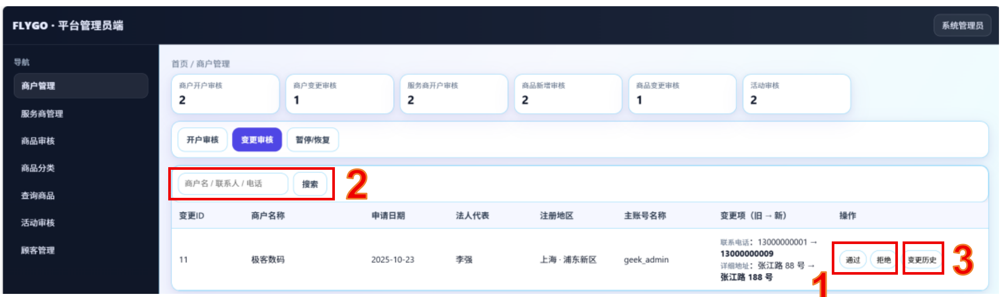 FLYGO · 平台管理员端
系统管理员
导航
商户管理
服务商管理
商品审核
商品分类
查询商品
活动审核
顾客管理
首页 / 商户管理
商户开户审核
2
商户变更审核
1
服务商开户审核
2
商品新增审核
2
商品变更审核
1
活动审核
2
开户审核 变更审核 暂停/恢复
商户名 / 联系人 / 电话 搜索 2
变更ID 商户名称 申请日期 法人代表 注册地区 主账号名称 变更项（旧 → 新） 操作
11 极客数码 2025-10-23 李强 上海 · 浦东新区 geek_admin
联系电话：13000000001 →
13000000009
详细地址：张江路 88 号 →
张江路 188 号
通过 拒绝 变更历史 3
1